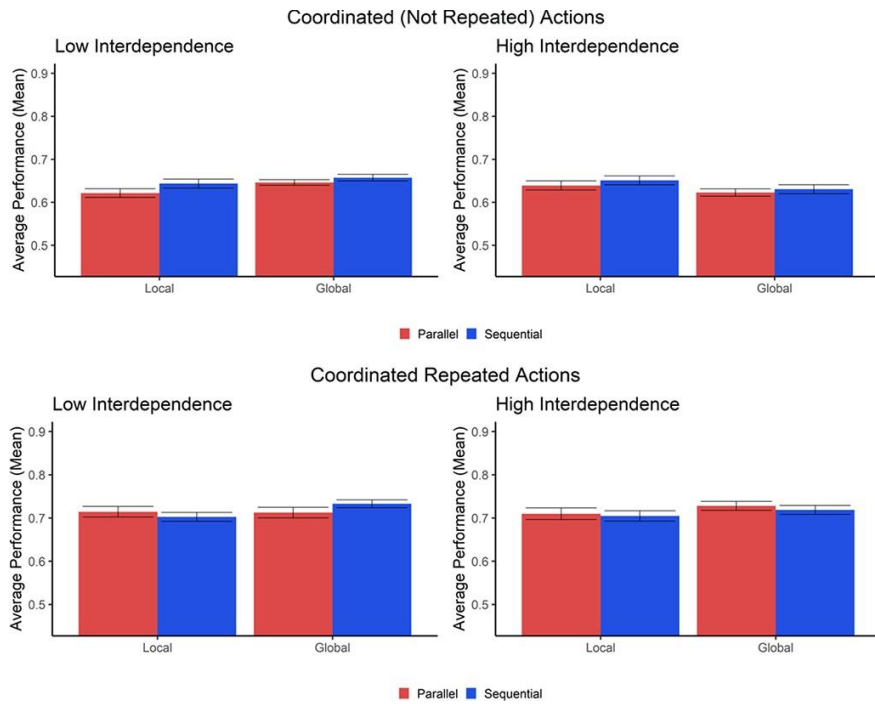 Coordinated (Not Repeated) Actions
Low Interdependence
Average Performance (Mean)
0.9
0.8
0.7
0.6
0.5
Local
Global
High Interdependence
Average Performance (Mean)
0.9
0.8
0.7
0.6
0.5
Local
Global
Parallel Sequential
Coordinated Repeated Actions
Low Interdependence
Average Performance (Mean)
0.9
0.8
0.7
0.6
0.5
Local
Global
High Interdependence
Average Performance (Mean)
0.9
0.8
0.7
0.6
0.5
Local
Global
Parallel Sequential